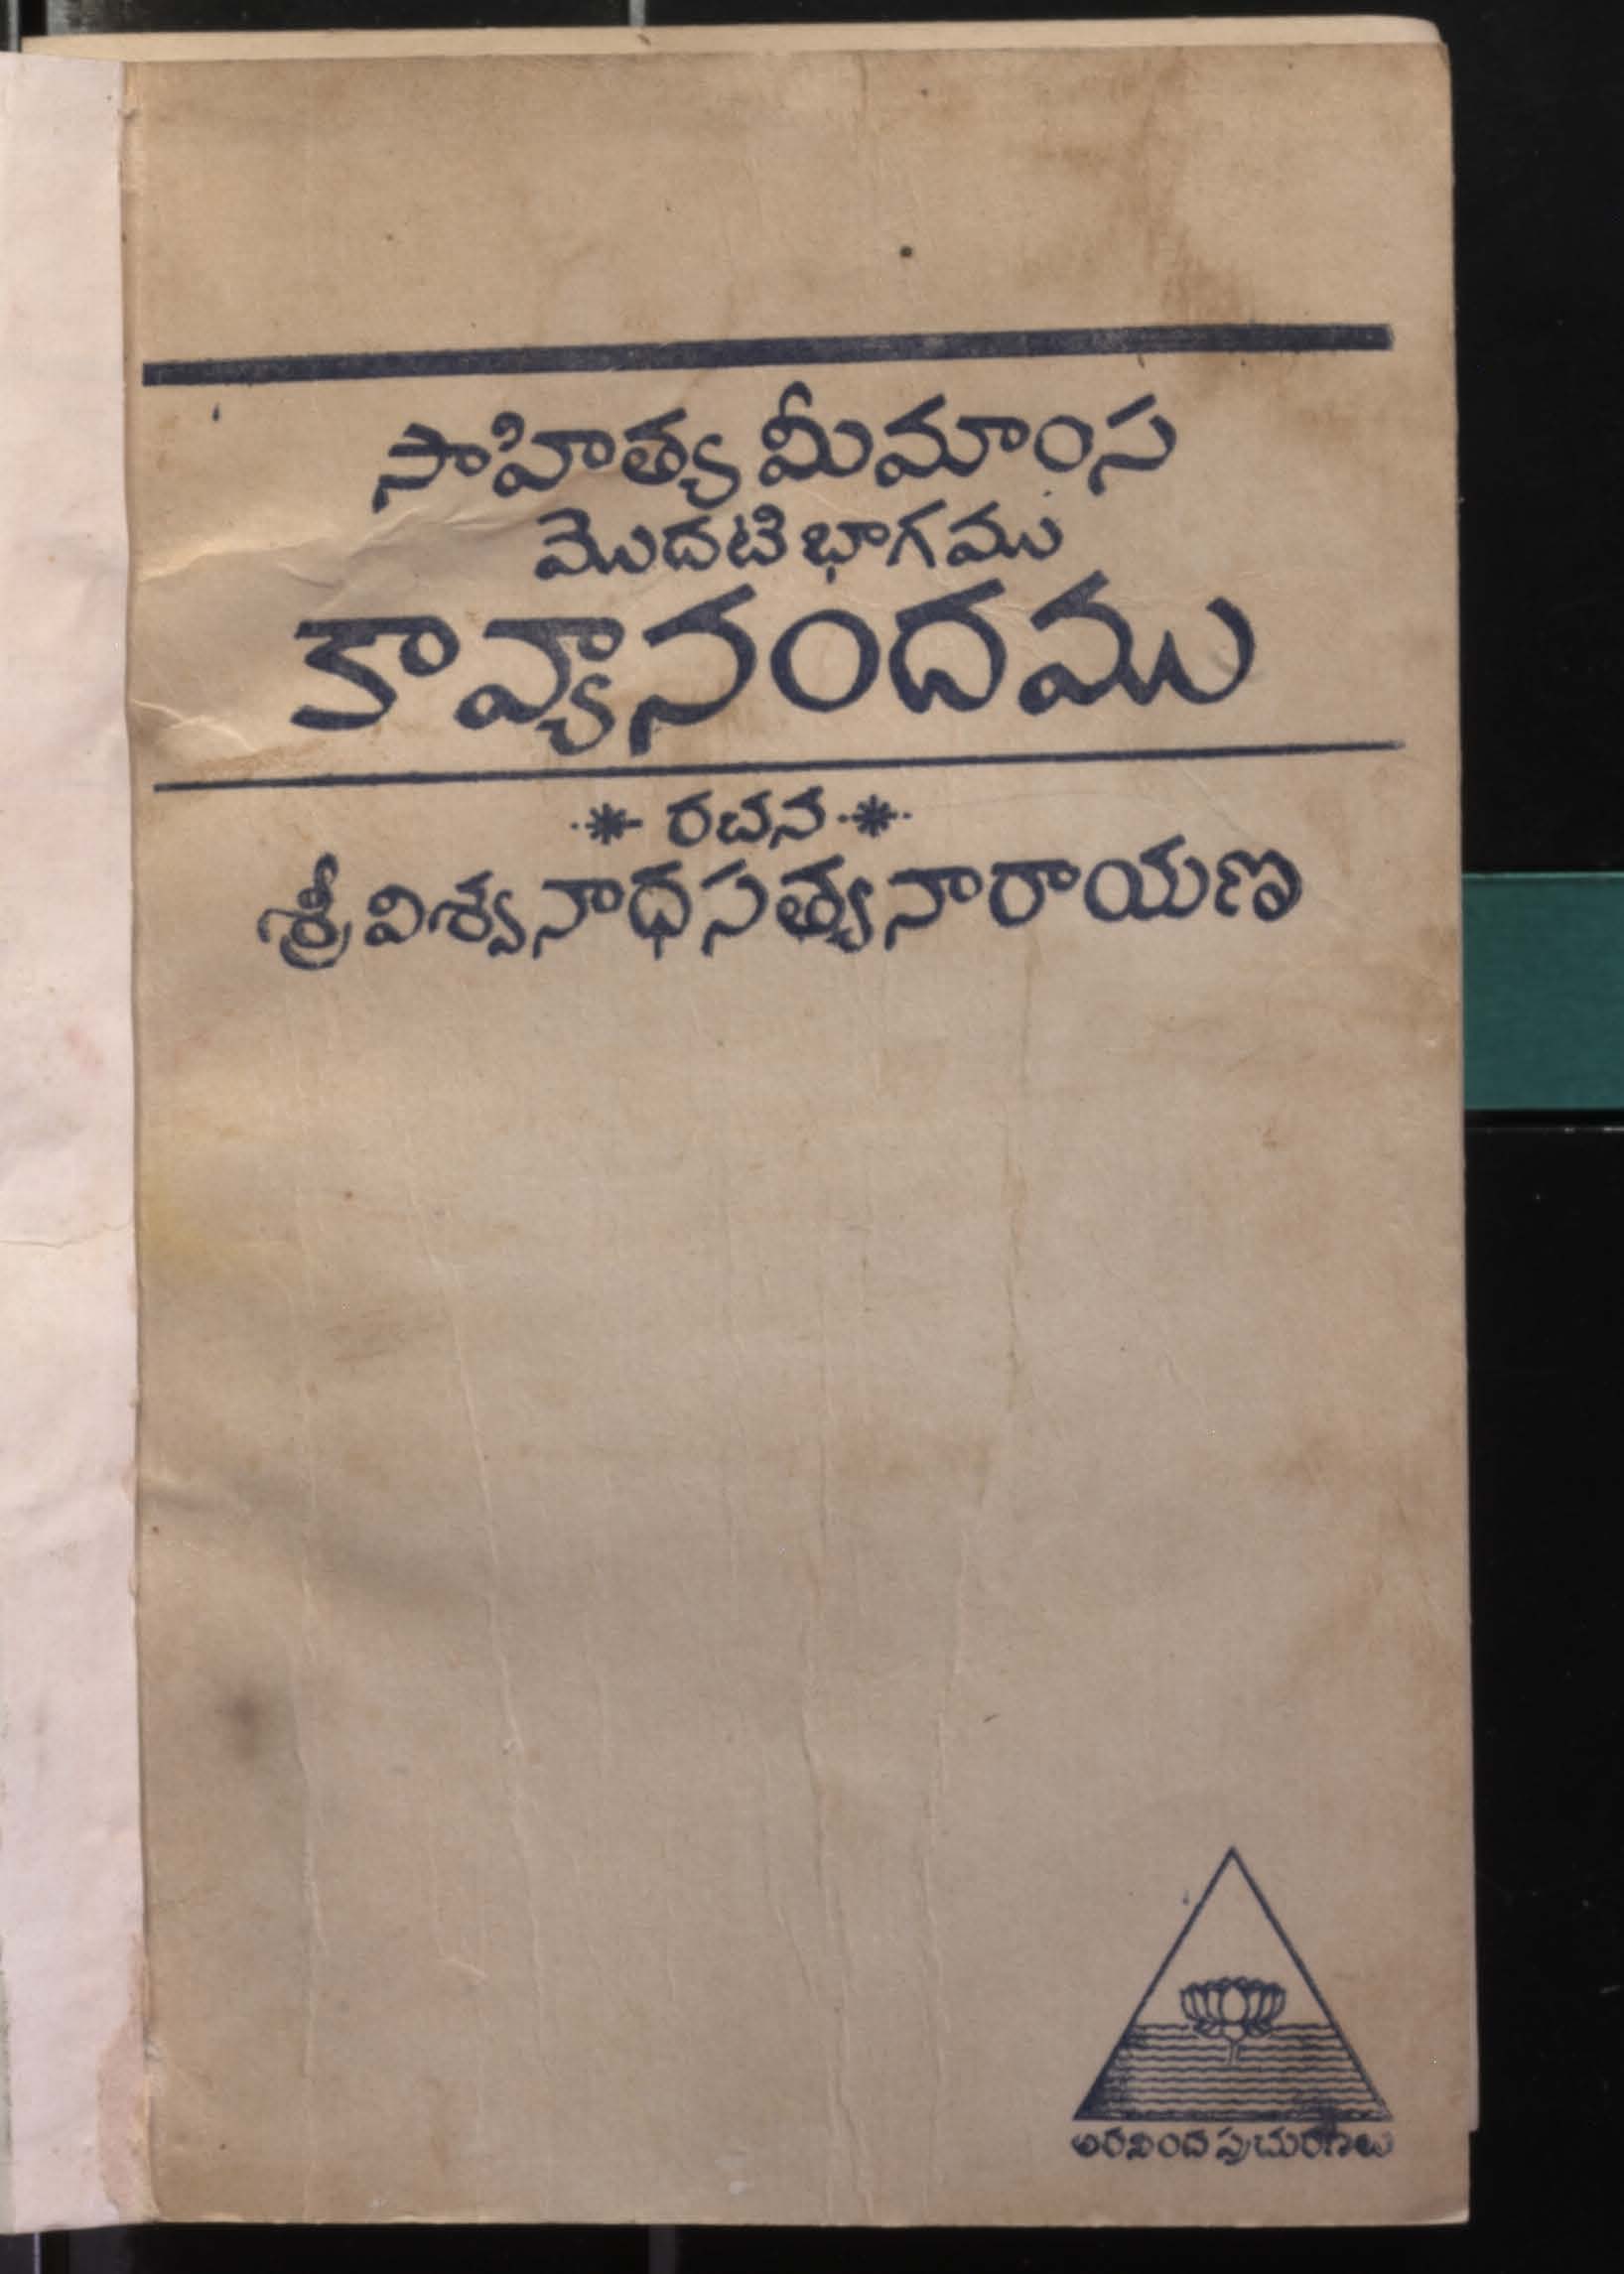 సాహిత్య మీమాంస
మొదటి భాగము
కావ్యానందము
* రచన *
శ్రీ విశ్వనాధ సత్యనారాయణ
అరవింద ప్రచురణలు